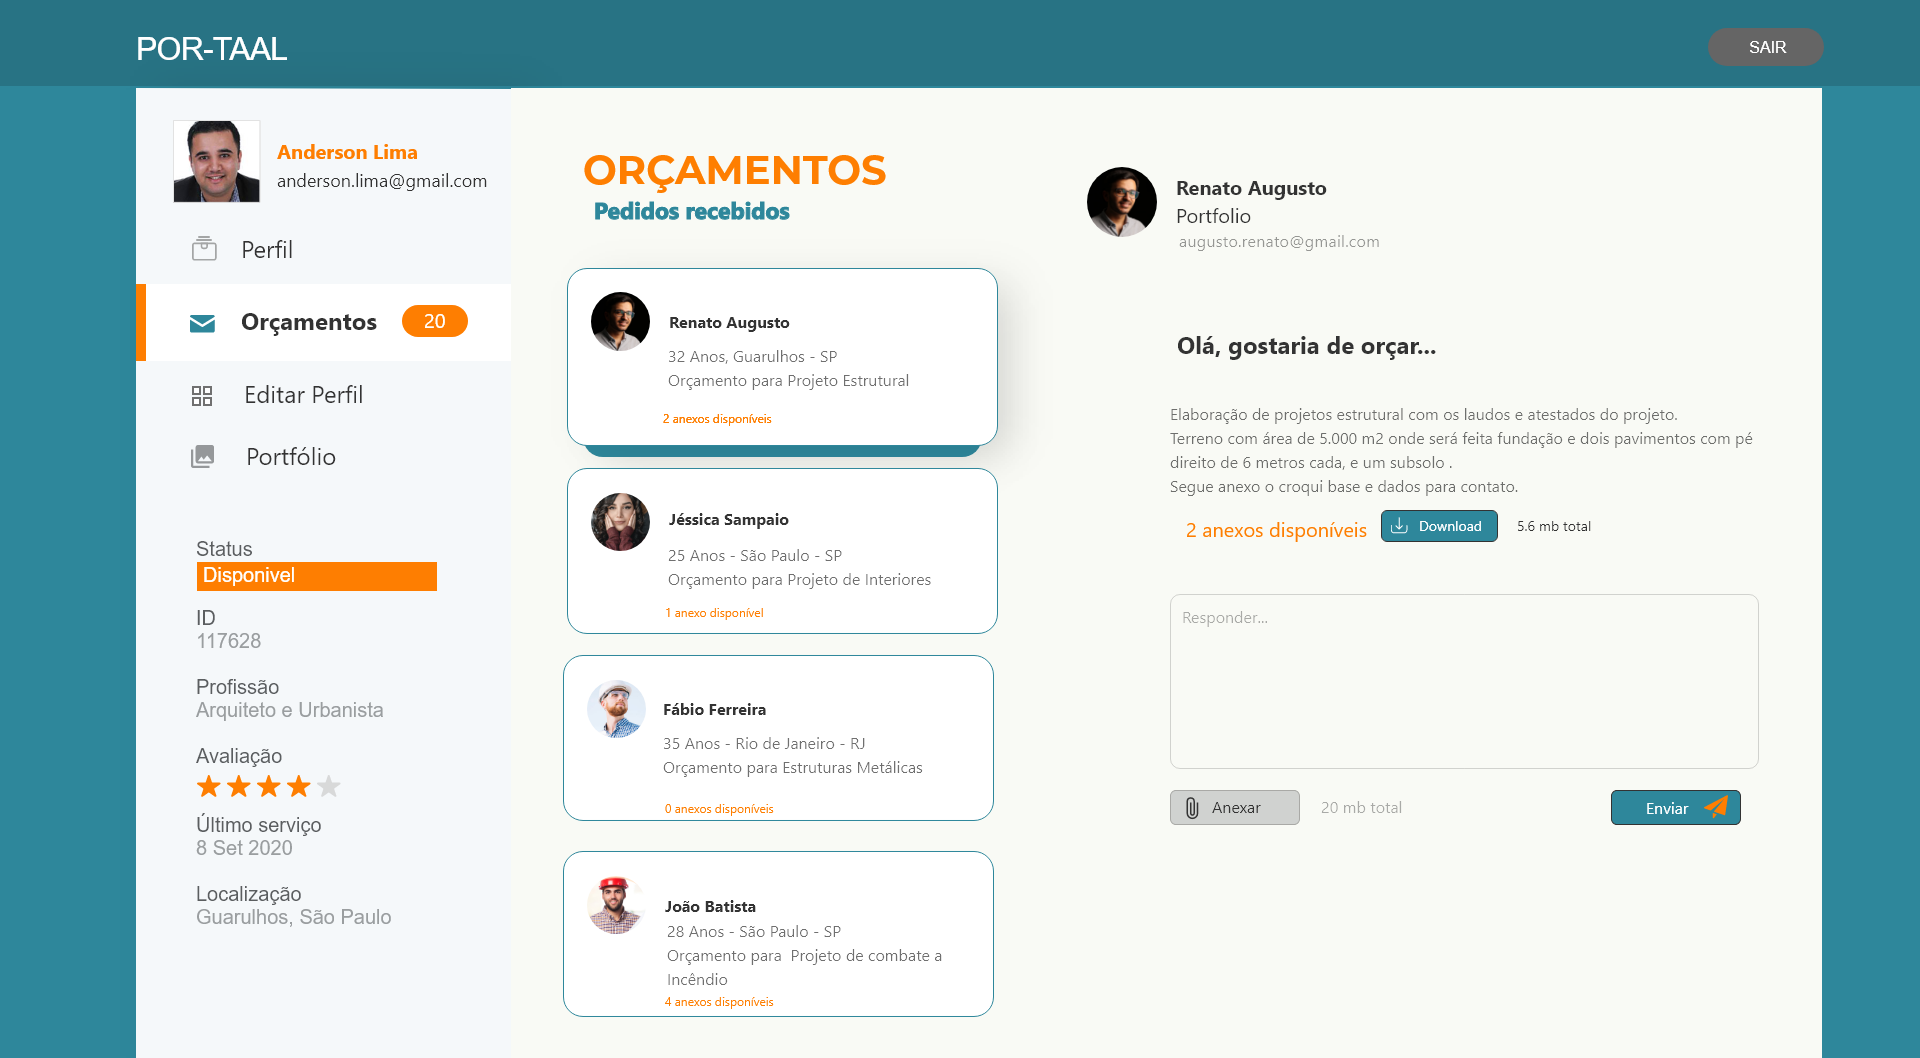 POR-TAAL
SAIR
Anderson Lima
anderson.lima@gmail.com
Perfil
Orçamentos
20
Editar Perfil
Portfólio
Status
Disponivel
ID
117628
Profissão
Arquiteto e Urbanista
Avaliação
Último serviço
8 Set 2020
Localização
Guarulhos, São Paulo
ORÇAMENTOS
Pedidos recebidos
Renato Augusto
32 Anos, Guarulhos - SP
Orçamento para Projeto Estrutural
2 anexos disponíveis
Jéssica Sampaio
25 Anos - São Paulo - SP
Orçamento para Projeto de Interiores
1 anexo disponível
Fábio Ferreira
35 Anos - Rio de Janeiro - RJ
Orçamento para Estruturas Metálicas
0 anexos disponíveis
João Batista
28 Anos - São Paulo - SP
Orçamento para  Projeto de combate a
Incêndio
4 anexos disponíveis
Renato Augusto
Portfolio
augusto.renato@gmail.com
Olá, gostaria de orçar...
Elaboração de projetos estrutural com os laudos e atestados do projeto.
Terreno com área de 5.000 m2 onde será feita fundação e dois pavimentos com pé
direito de 6 metros cada, e um subsolo .
Segue anexo o croqui base e dados para contato.
2 anexos disponíveis
Download
5.6 mb total
Responder...
Anexar
20 mb total
Enviar